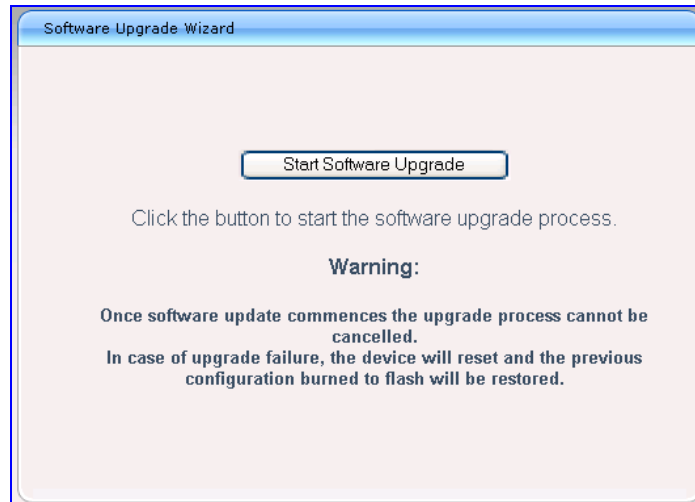 Software Upgrade Wizard
Start Software Upgrade
Click the button to start the software upgrade process.
Warning:
Once software update commences the upgrade process cannot be
cancelled.
In case of upgrade failure, the device will reset and the previous
configuration burned to flash will be restored.